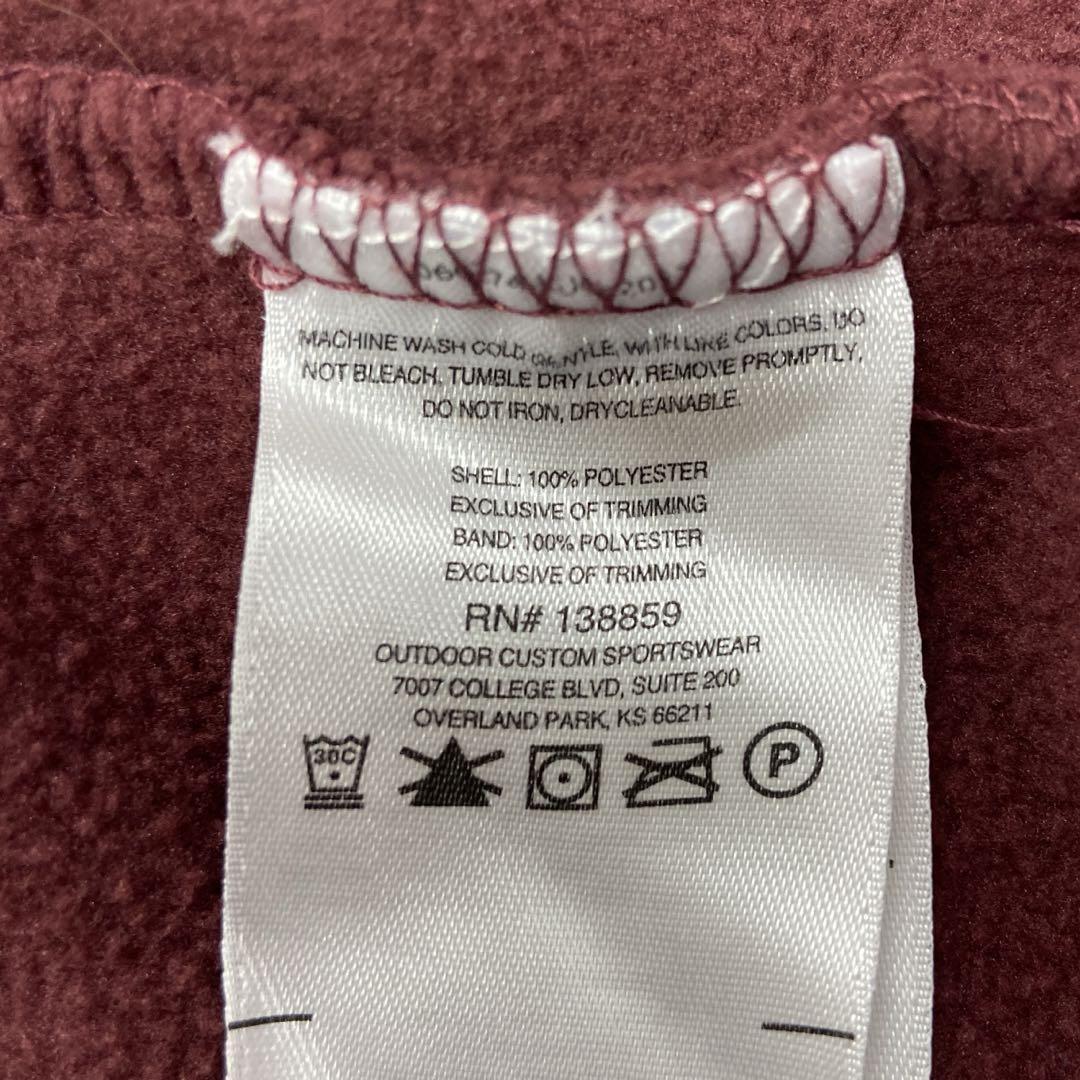 MACHINE WASH COLD GENTLE, WITH LIKE COLORS. DO
NOT BLEACH. TUMBLE DRY LOW, REMOVE PROMPTLY,
DO NOT IRON, DRYCLEANABLE.
SHELL: 100% POLYESTER
EXCLUSIVE OF TRIMMING
BAND: 100% POLYESTER
EXCLUSIVE OF TRIMMING
RN# 138859
OUTDOOR CUSTOM SPORTSWEAR
7007 COLLEGE BLVD, SUITE 200
OVERLAND PARK, KS 66211
30C
P